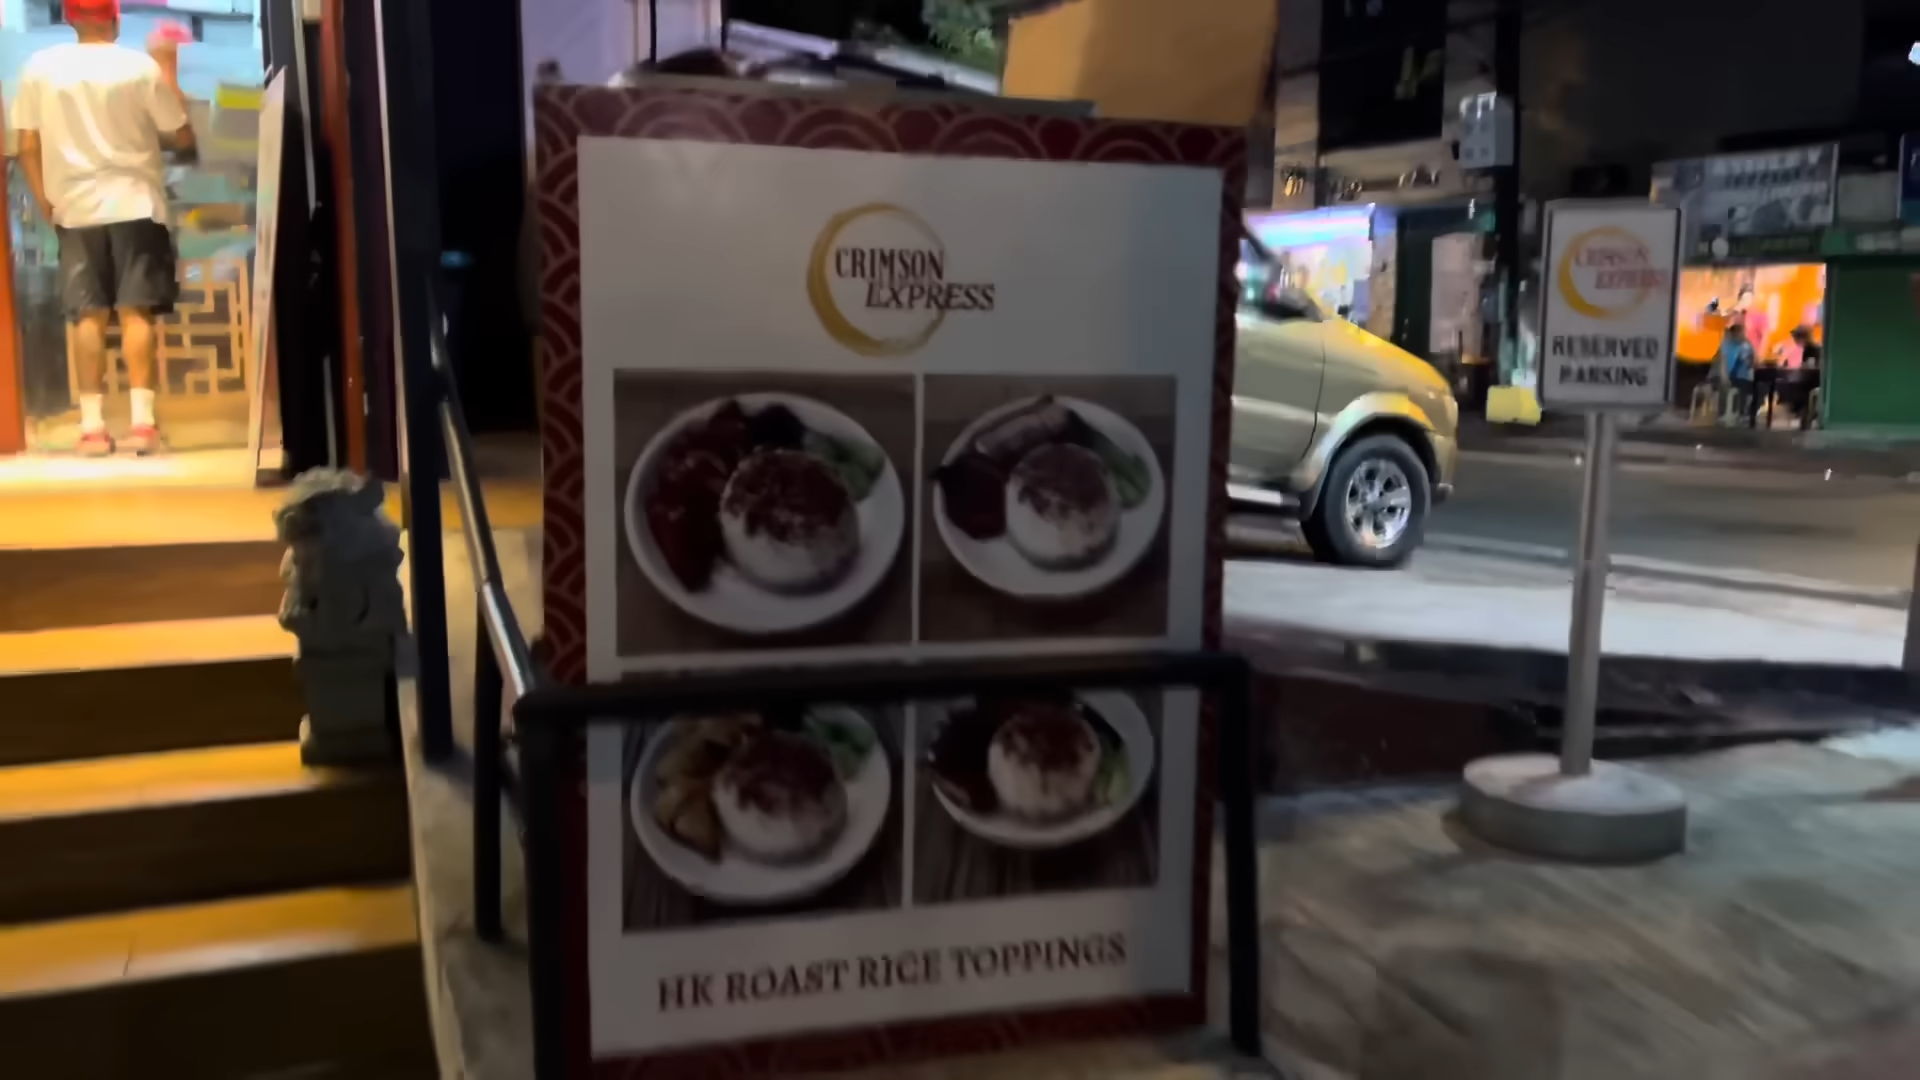 CRIMSON
EXPRESS
HK ROAST RICE TOPPINGS
CRIMSON
EXPRESS
RESERVED
PARKING